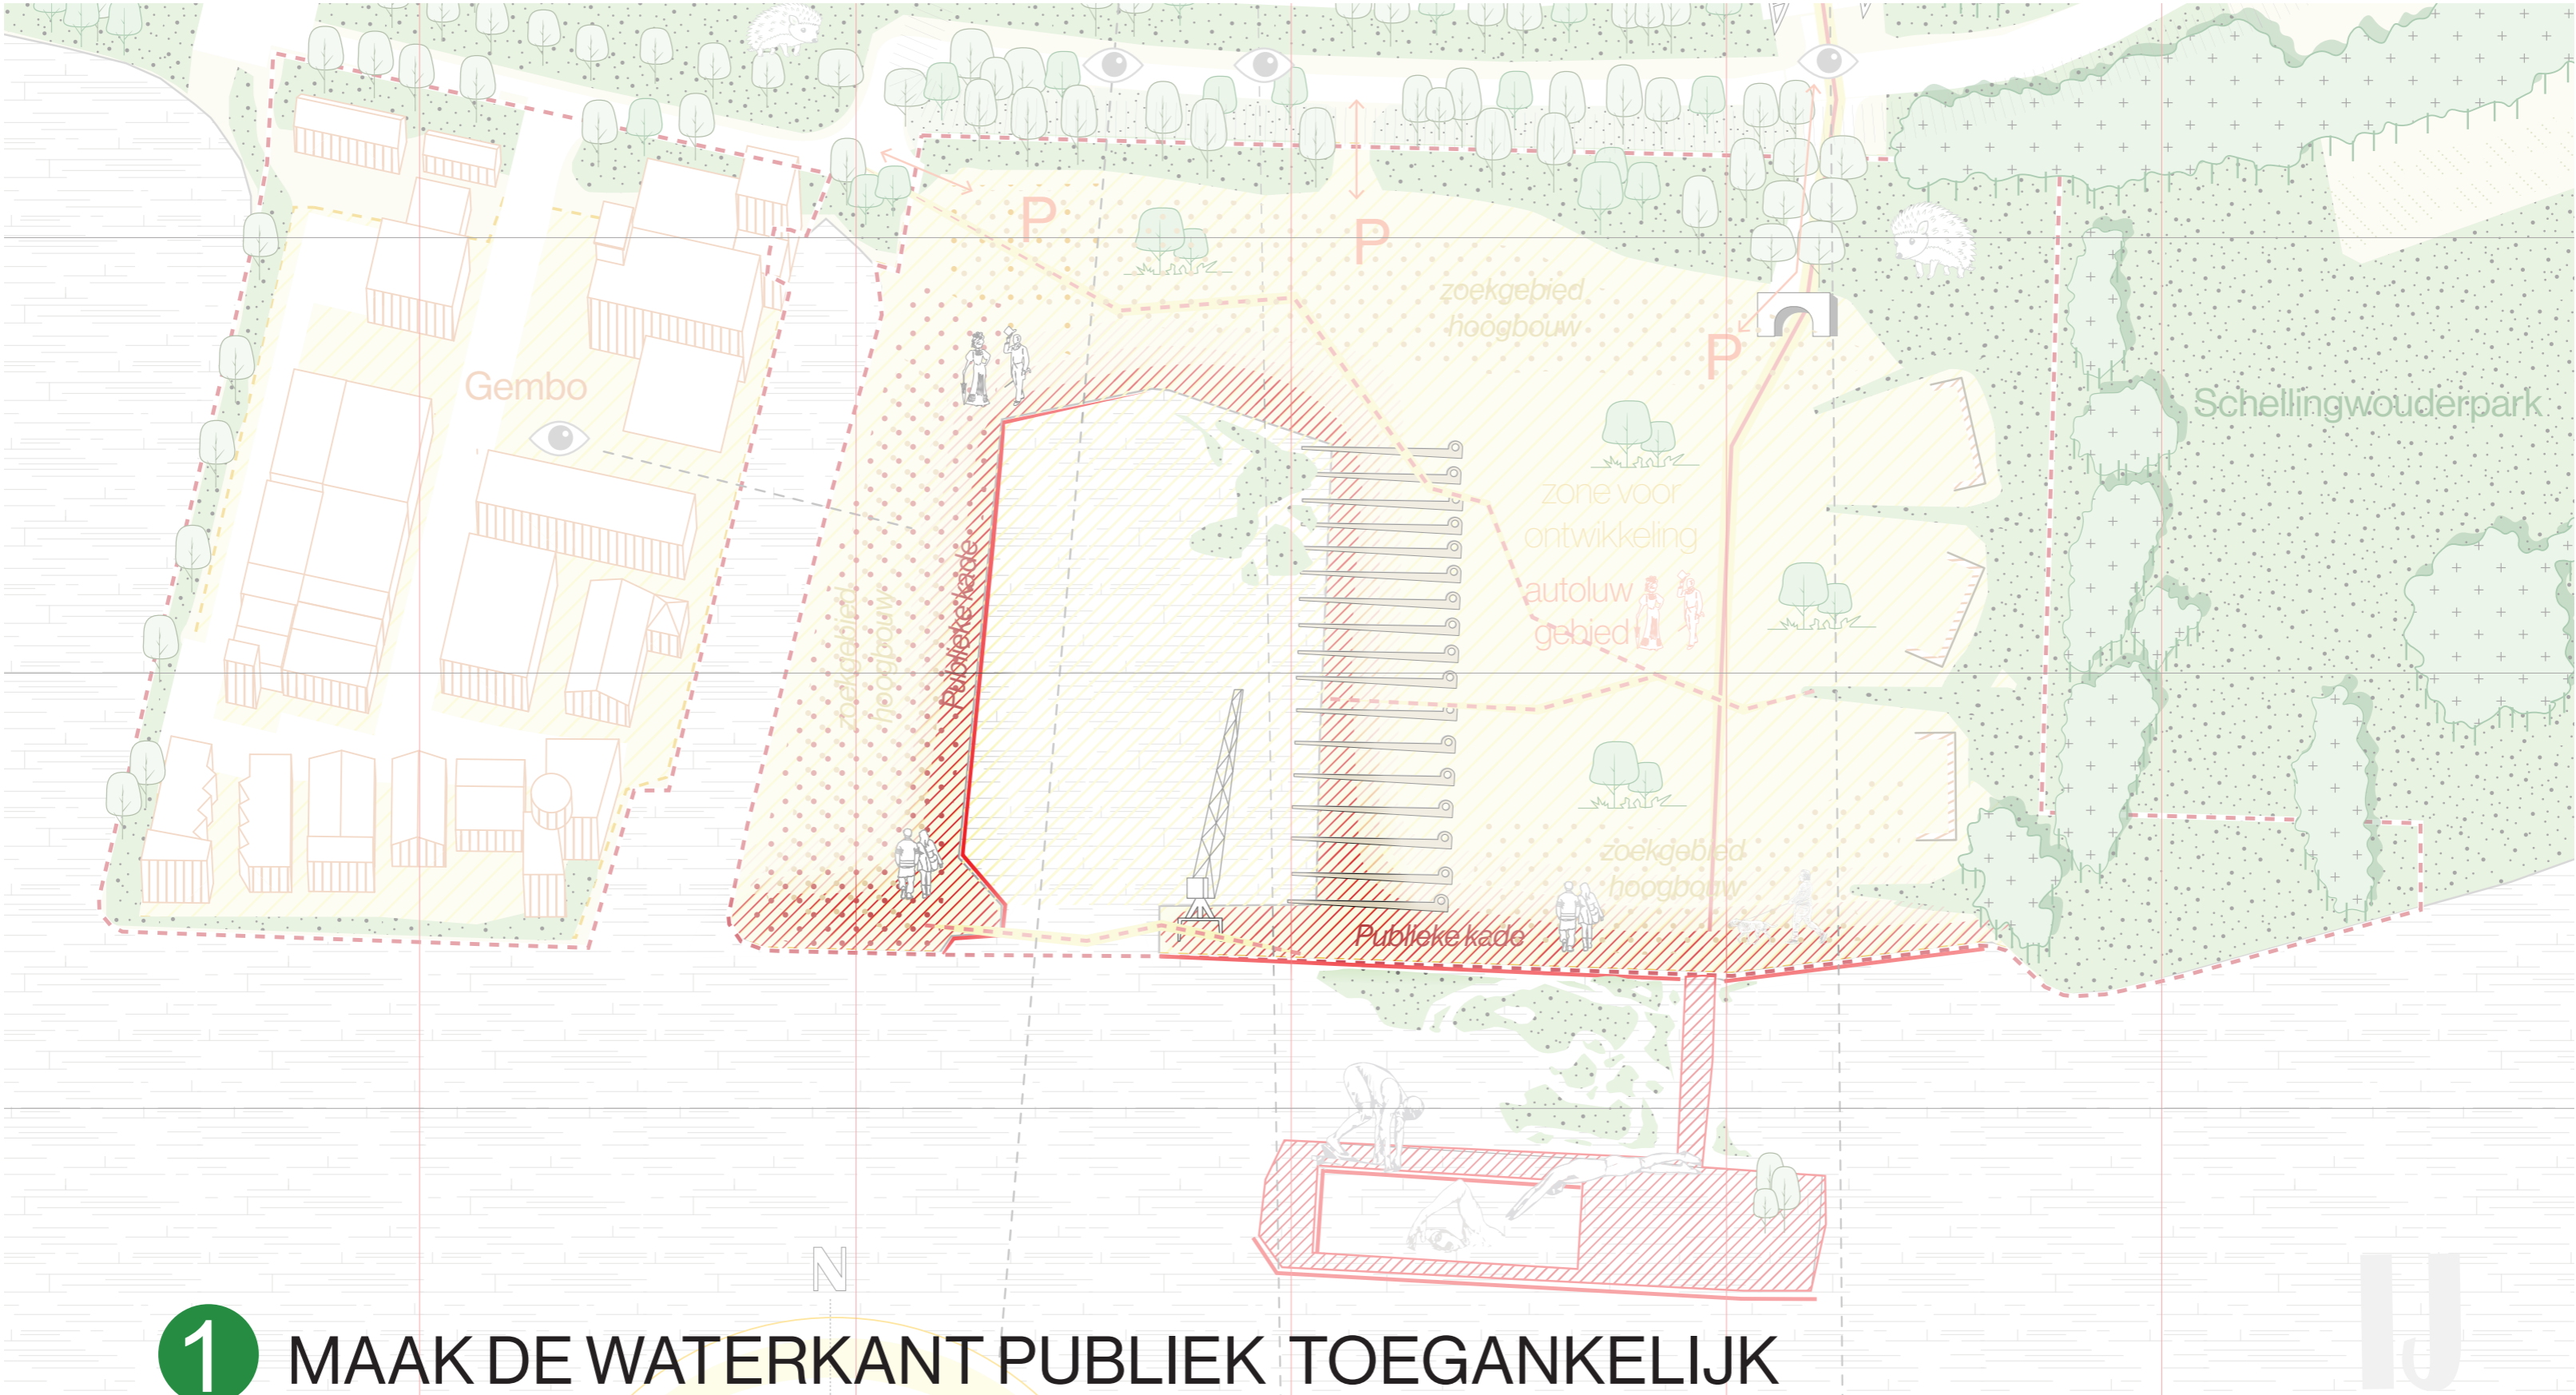 P
P
zoekgebied
hoogbouw
P
Gembo
Schellingwouderpark
zone voor
ontwikkeling
autoluw
gebied
Publieke kade
zoekgebied
hoogbouw
zoekgebied
hoogbouw
Publieke kade
N
IJ
1 MAAK DE WATERKANT PUBLIEK TOEGANKELIJK